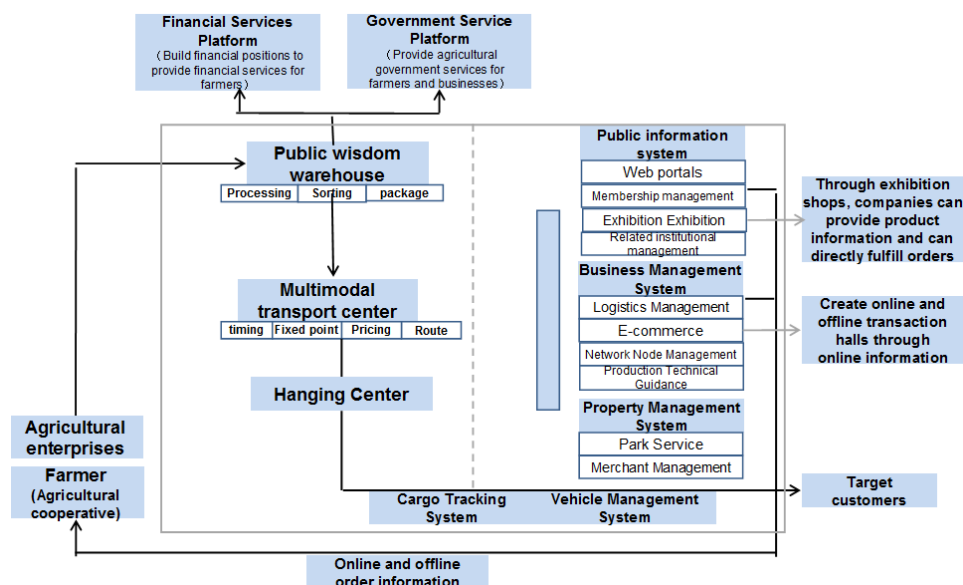 Financial Services
Platform
(Build financial positions to
provide financial services for
farmers)
Government Service
Platform
(Provide agricultural
government services for
farmers and businesses)
Public wisdom
warehouse
Processing
Sorting
package
Multimodal
transport center
timing
Fixed point
Pricing
Route
Hanging Center
Agricultural
enterprises
Farmer
(Agricultural
cooperative)
Public information
system
Web portals
Membership management
Exhibition Exhibition
Related institutional
management
Business Management
System
Logistics Management
E-commerce
Network Node Management
Production Technical
Guidance
Property Management
System
Park Service
Merchant Management
Cargo Tracking
System
Vehicle Management
System
Through exhibition
shops, companies can
provide product
information and can
directly fulfill orders
Create online and
offline transaction
halls through
online information
Target
customers
Online and offline
order information